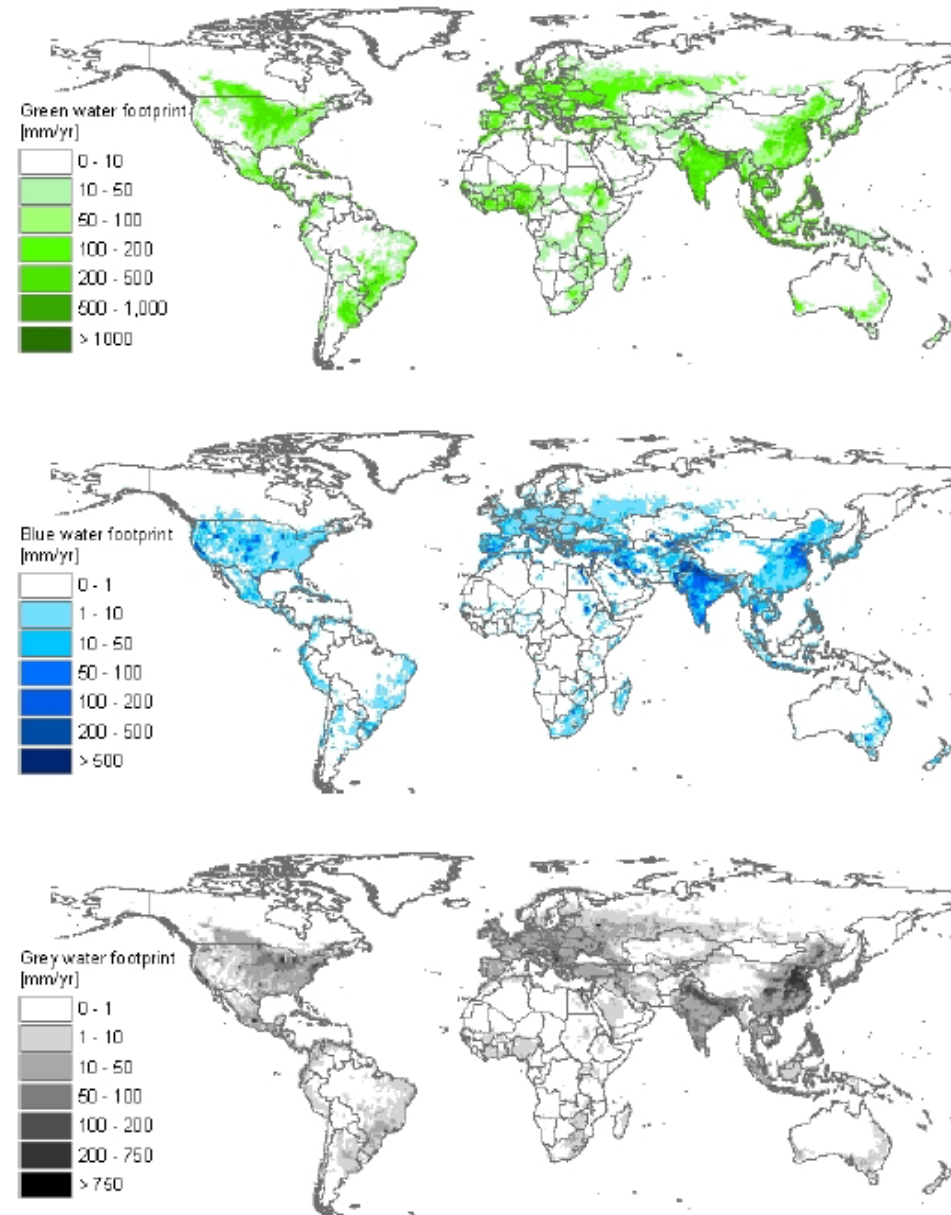 Green water footprint
[mm/yr]
0 - 10
10 - 50
50 - 100
100 - 200
200 - 500
500 - 1,000
> 1000
Blue water footprint
[mm/yr]
0 - 1
1 - 10
10 - 50
50 - 100
100 - 200
200 - 500
> 500
Grey water footprint
[mm/yr]
0 - 1
1 - 10
10 - 50
50 - 100
100 - 200
200 - 750
> 750